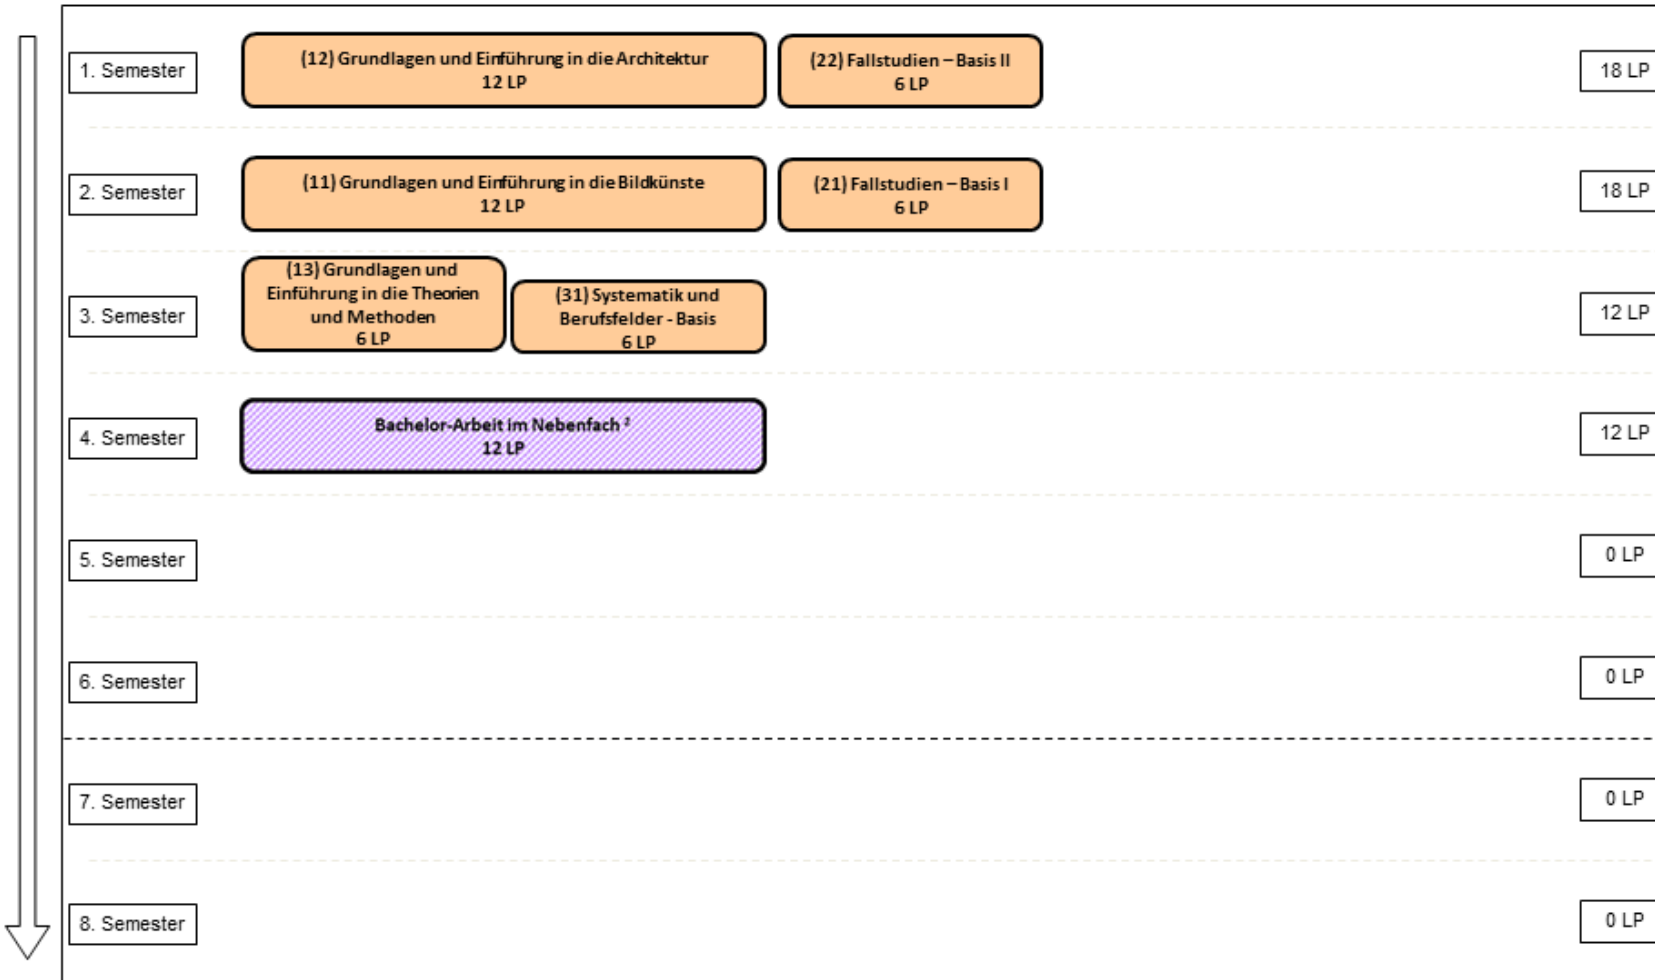 1. Semester
(12) Grundlagen und Einführung in die Architektur
12 LP
(22) Fallstudien – Basis II
6 LP
18 LP
2. Semester
(11) Grundlagen und Einführung in die Bildkünste
12 LP
(21) Fallstudien – Basis I
6 LP
18 LP
3. Semester
(13) Grundlagen und
Einführung in die Theorien
und Methoden
6 LP
(31) Systematik und
Berufsfelder - Basis
6 LP
12 LP
4. Semester
Bachelor-Arbeit im Nebenfach ²
12 LP
12 LP
5. Semester
0 LP
6. Semester
0 LP
7. Semester
0 LP
8. Semester
0 LP